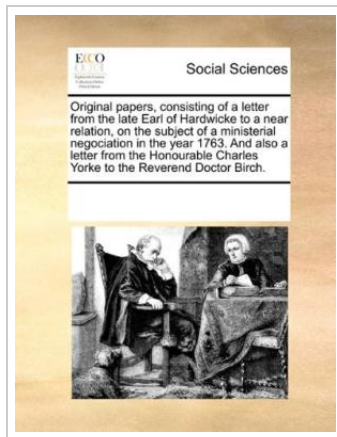 ECCO
Social Sciences
Original papers, consisting of a letter
from the late Earl of Hardwicke to a near
relation, on the subject of a ministerial
negociation in the year 1763. And also a
letter from the Honourable Charles
Yorke to the Reverend Doctor Birch.